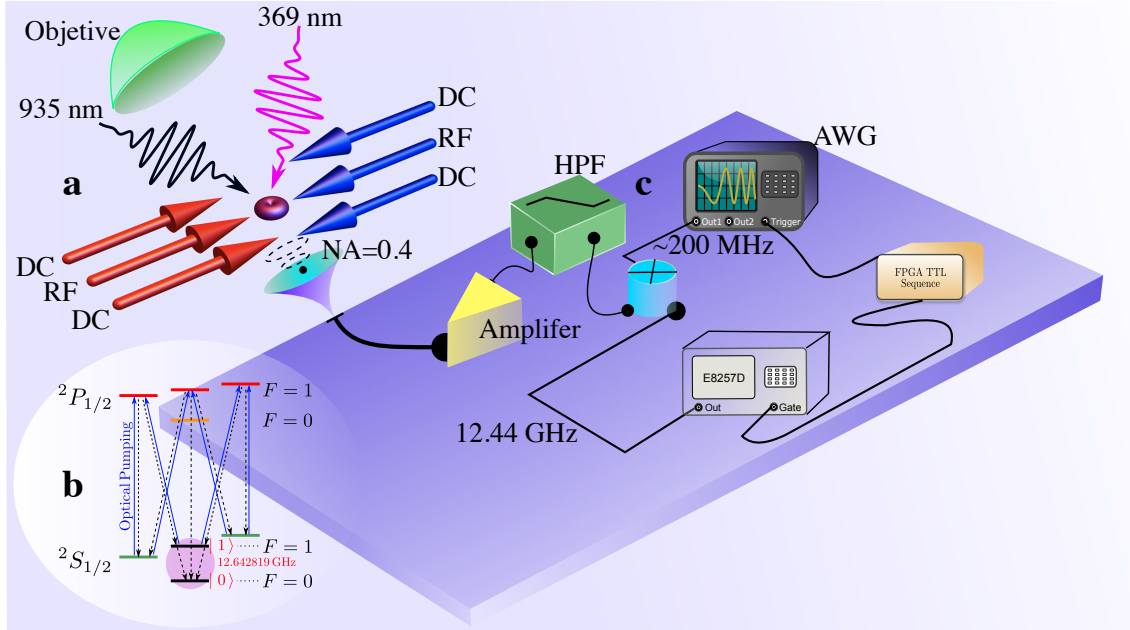 Objetive
369 nm
935 nm
a
DC
RF
DC
DC
RF
DC
NA=0.4
HPF
c
AWG
Out1
Out2
Trigger
~200 MHz
FPGA TTL
Sequence
Amplifer
E8257D
Out
Gate
12.44 GHz
b
²P₁/₂
F = 1
F = 0
Optical Pumping
²S₁/₂
| 1 ⟩ ······ F = 1
12.642819 GHz
| 0 ⟩ ······ F = 0